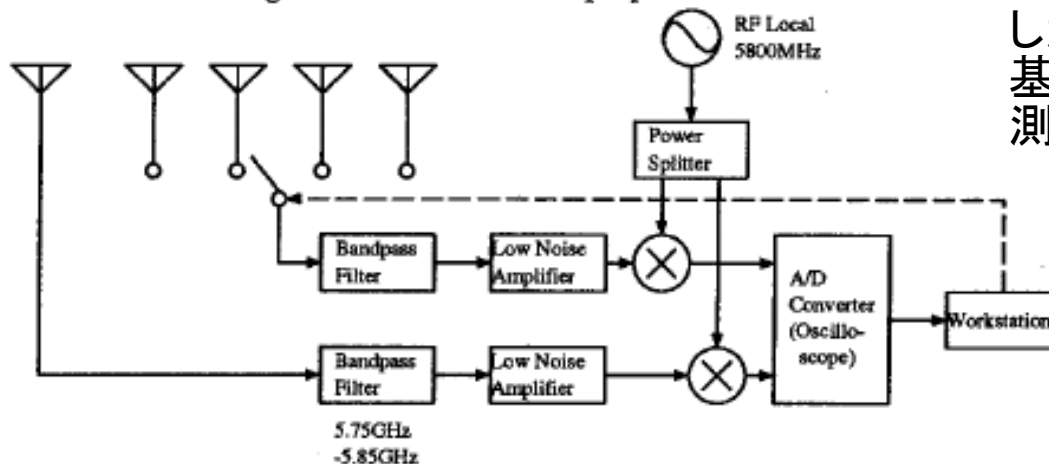 RF Local
5800MHz
し
基
測
Power
Splitter
Bandpass
Filter
Low Noise
Amplifier
A/D
Converter
(Oscillo-
scope)
Workstation
Bandpass
Filter
Low Noise
Amplifier
5.75GHz
-5.85GHz